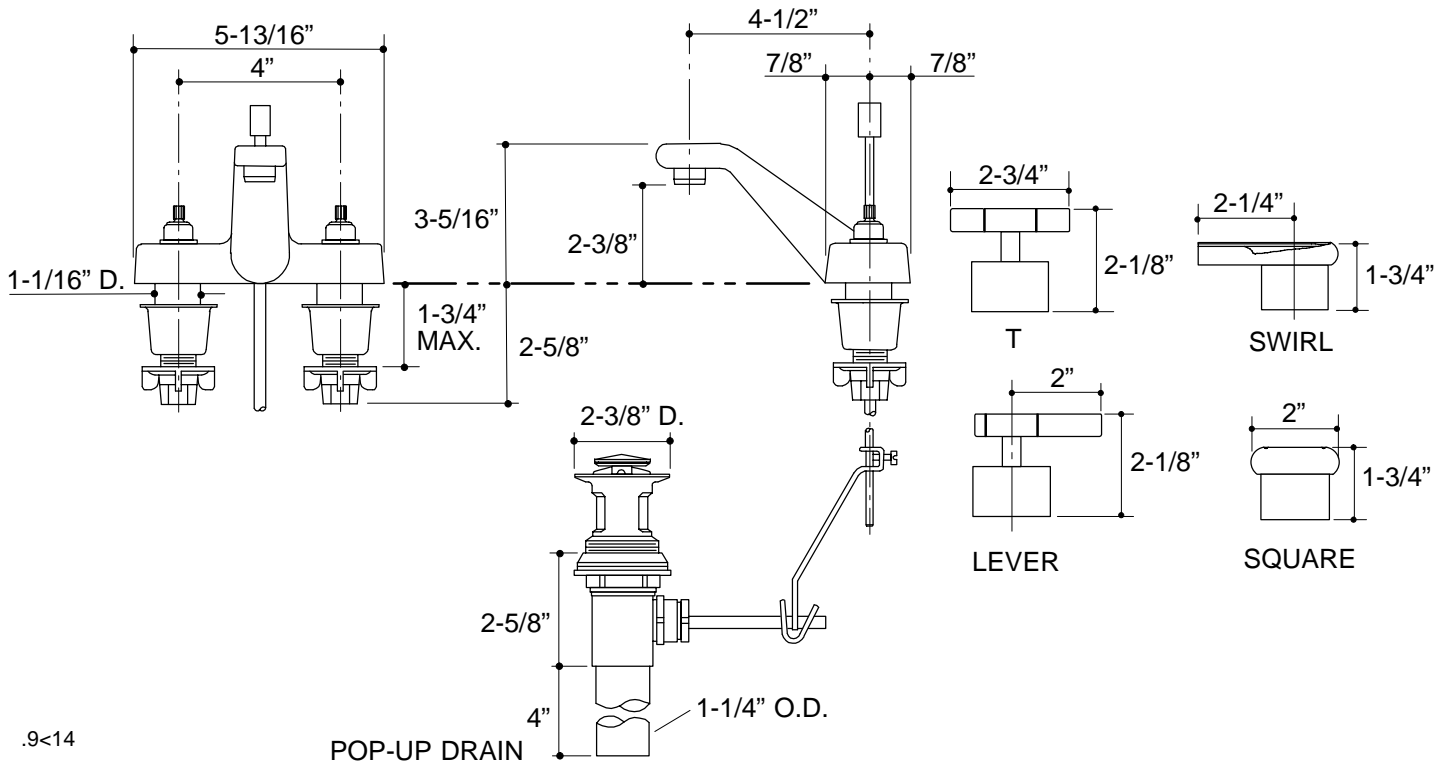 5-13/16”
4”
1-1/16” D.
1-3/4”
MAX.
3-5/16”
2-5/8”
4-1/2”
7/8”
7/8”
2-3/8”
2-3/4”
2-1/8”
T
2-1/4”
1-3/4”
SWIRL
2”
2-1/8”
LEVER
2”
1-3/4”
SQUARE
2-3/8” D.
2-5/8”
4”
1-1/4” O.D.
POP-UP DRAIN
.9<14